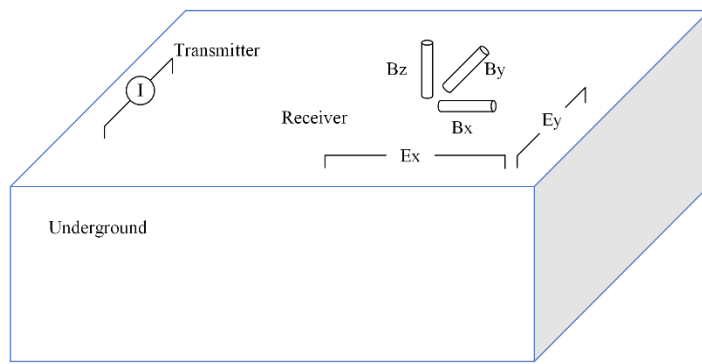 Transmitter
I
Bz
By
Bx
Receiver
Ex
Ey
Underground